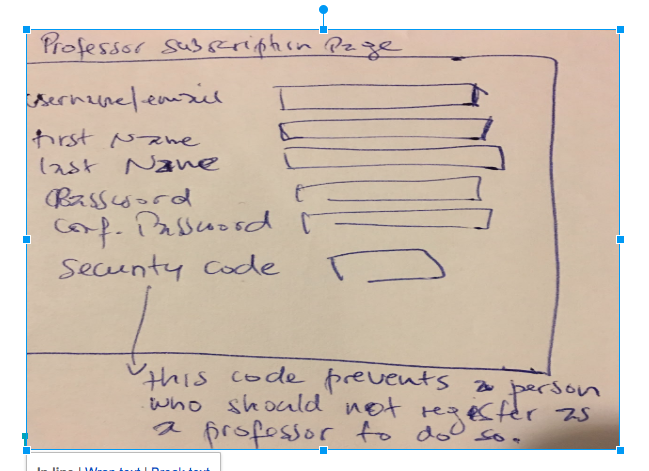 Professor subscription Page
username/email
first Name
last Name
Password
conf. Password
Security code
this code prevents a person
who should not register as
a professor to do so.
In line | Wrap text | Break text